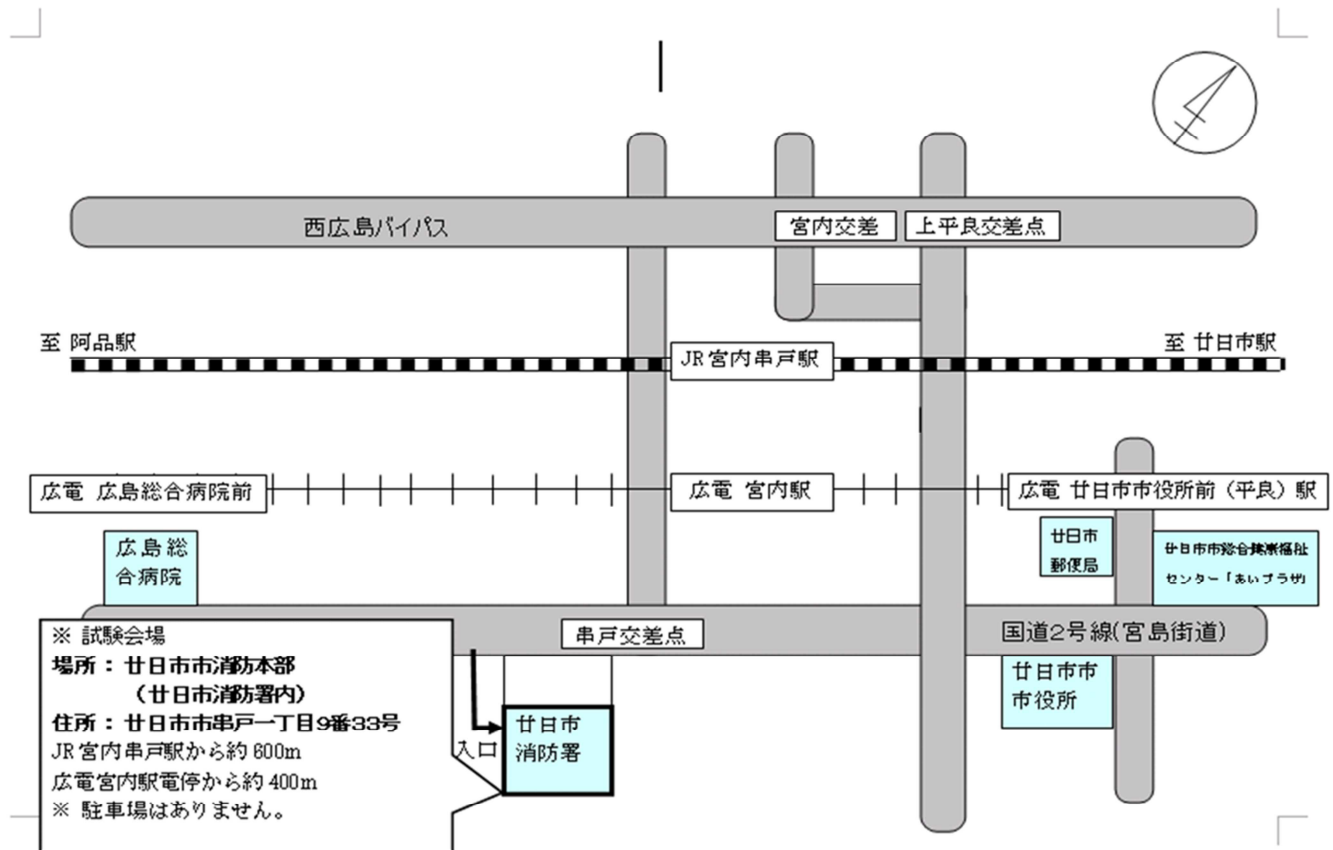 西広島バイパス
宮内交差
上平良交差点
至 阿品駅
至 廿日市駅
JR宮内串戸駅
広電 広島総合病院前
広電 宮内駅
広電 廿日市市役所前（平良）駅
広島総
合病院
廿日市
郵便局
廿日市市総合健康福祉
センター「あいプラザ」
串戸交差点
国道2号線(宮島街道)
※ 試験会場
場所：廿日市市消防本部
（廿日市消防署内）
住所：廿日市市串戸一丁目9番33号
JR宮内串戸駅から約600m
広電宮内駅電停から約400m
※ 駐車場はありません。
入口
廿日市
消防署
廿日市市
市役所